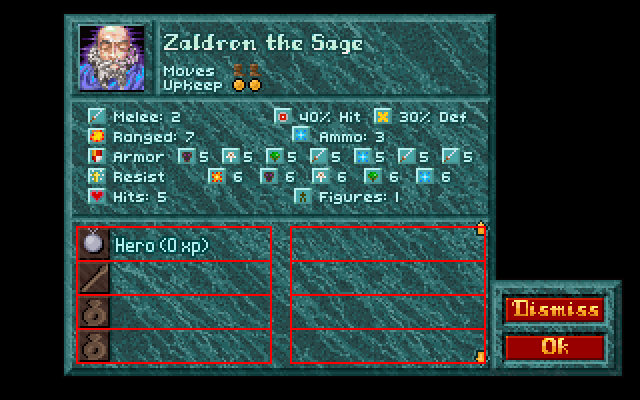 Zaldron the Sage
Moves
Upkeep
Melee: 2 40% Hit 30% Def
Ranged: 7 Ammo: 3
Armor 5 5 5 5 5 5 5
Resist 6 6 6 6 6
Hits: 5 Figures: 1
Hero (0 xp)
Dismiss
Ok